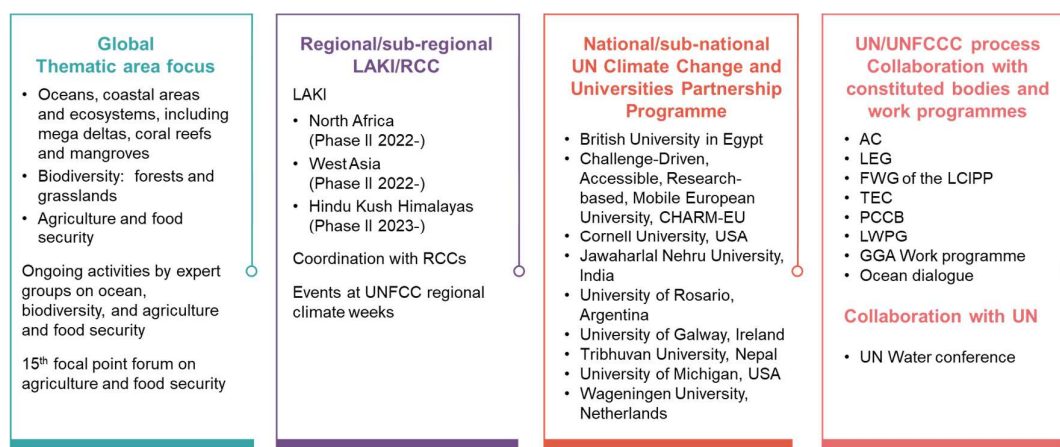 Global
Thematic area focus
• Oceans, coastal areas
and ecosystems, including
mega deltas, coral reefs
and mangroves
• Biodiversity: forests and
grasslands
• Agriculture and food
security
Ongoing activities by expert
groups on ocean,
biodiversity, and agriculture
and food security
15th focal point forum on
agriculture and food security
Regional/sub-regional
LAKI/RCC
LAKI
• North Africa
(Phase II 2022-)
• West Asia
(Phase II 2022-)
• Hindu Kush Himalayas
(Phase II 2023-)
Coordination with RCCs
Events at UNFCC regional
climate weeks
National/sub-national
UN Climate Change and
Universities Partnership
Programme
• British University in Egypt
• Challenge-Driven,
Accessible, Research-
based, Mobile European
University, CHARM-EU
• Cornell University, USA
• Jawaharlal Nehru University,
India
• University of Rosario,
Argentina
• University of Galway, Ireland
• Tribhuvan University, Nepal
• University of Michigan, USA
• Wageningen University,
Netherlands
UN/UNFCCC process
Collaboration with
constituted bodies and
work programmes
• AC
• LEG
• FWG of the LCIPP
• TEC
• PCCB
• LWPG
• GGA Work programme
• Ocean dialogue
Collaboration with UN
• UN Water conference